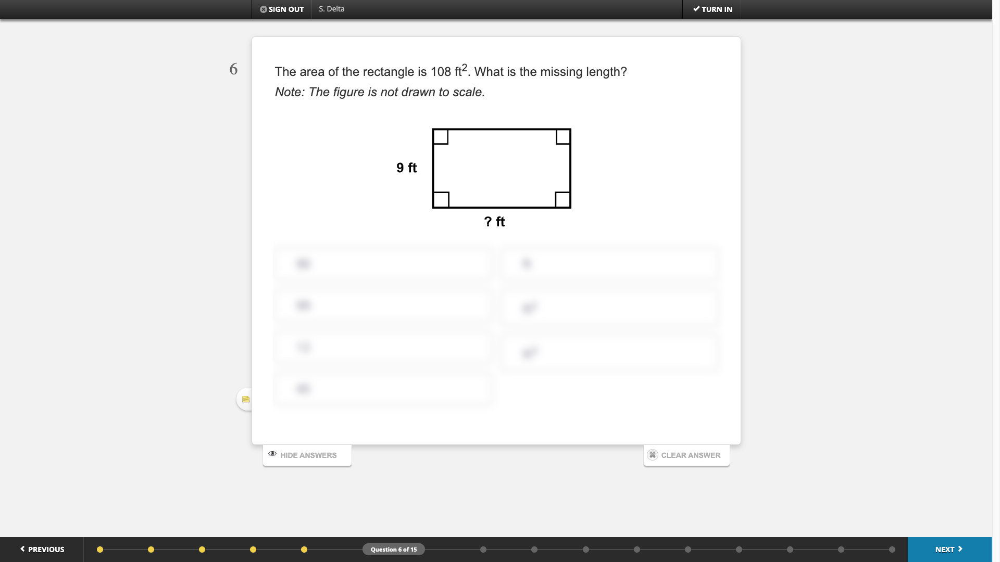 SIGN OUT
S. Delta
TURN IN
6
The area of the rectangle is 108 ft². What is the missing length?
Note: The figure is not drawn to scale.
9 ft
? ft
HIDE ANSWERS
CLEAR ANSWER
PREVIOUS
Question 6 of 15
NEXT